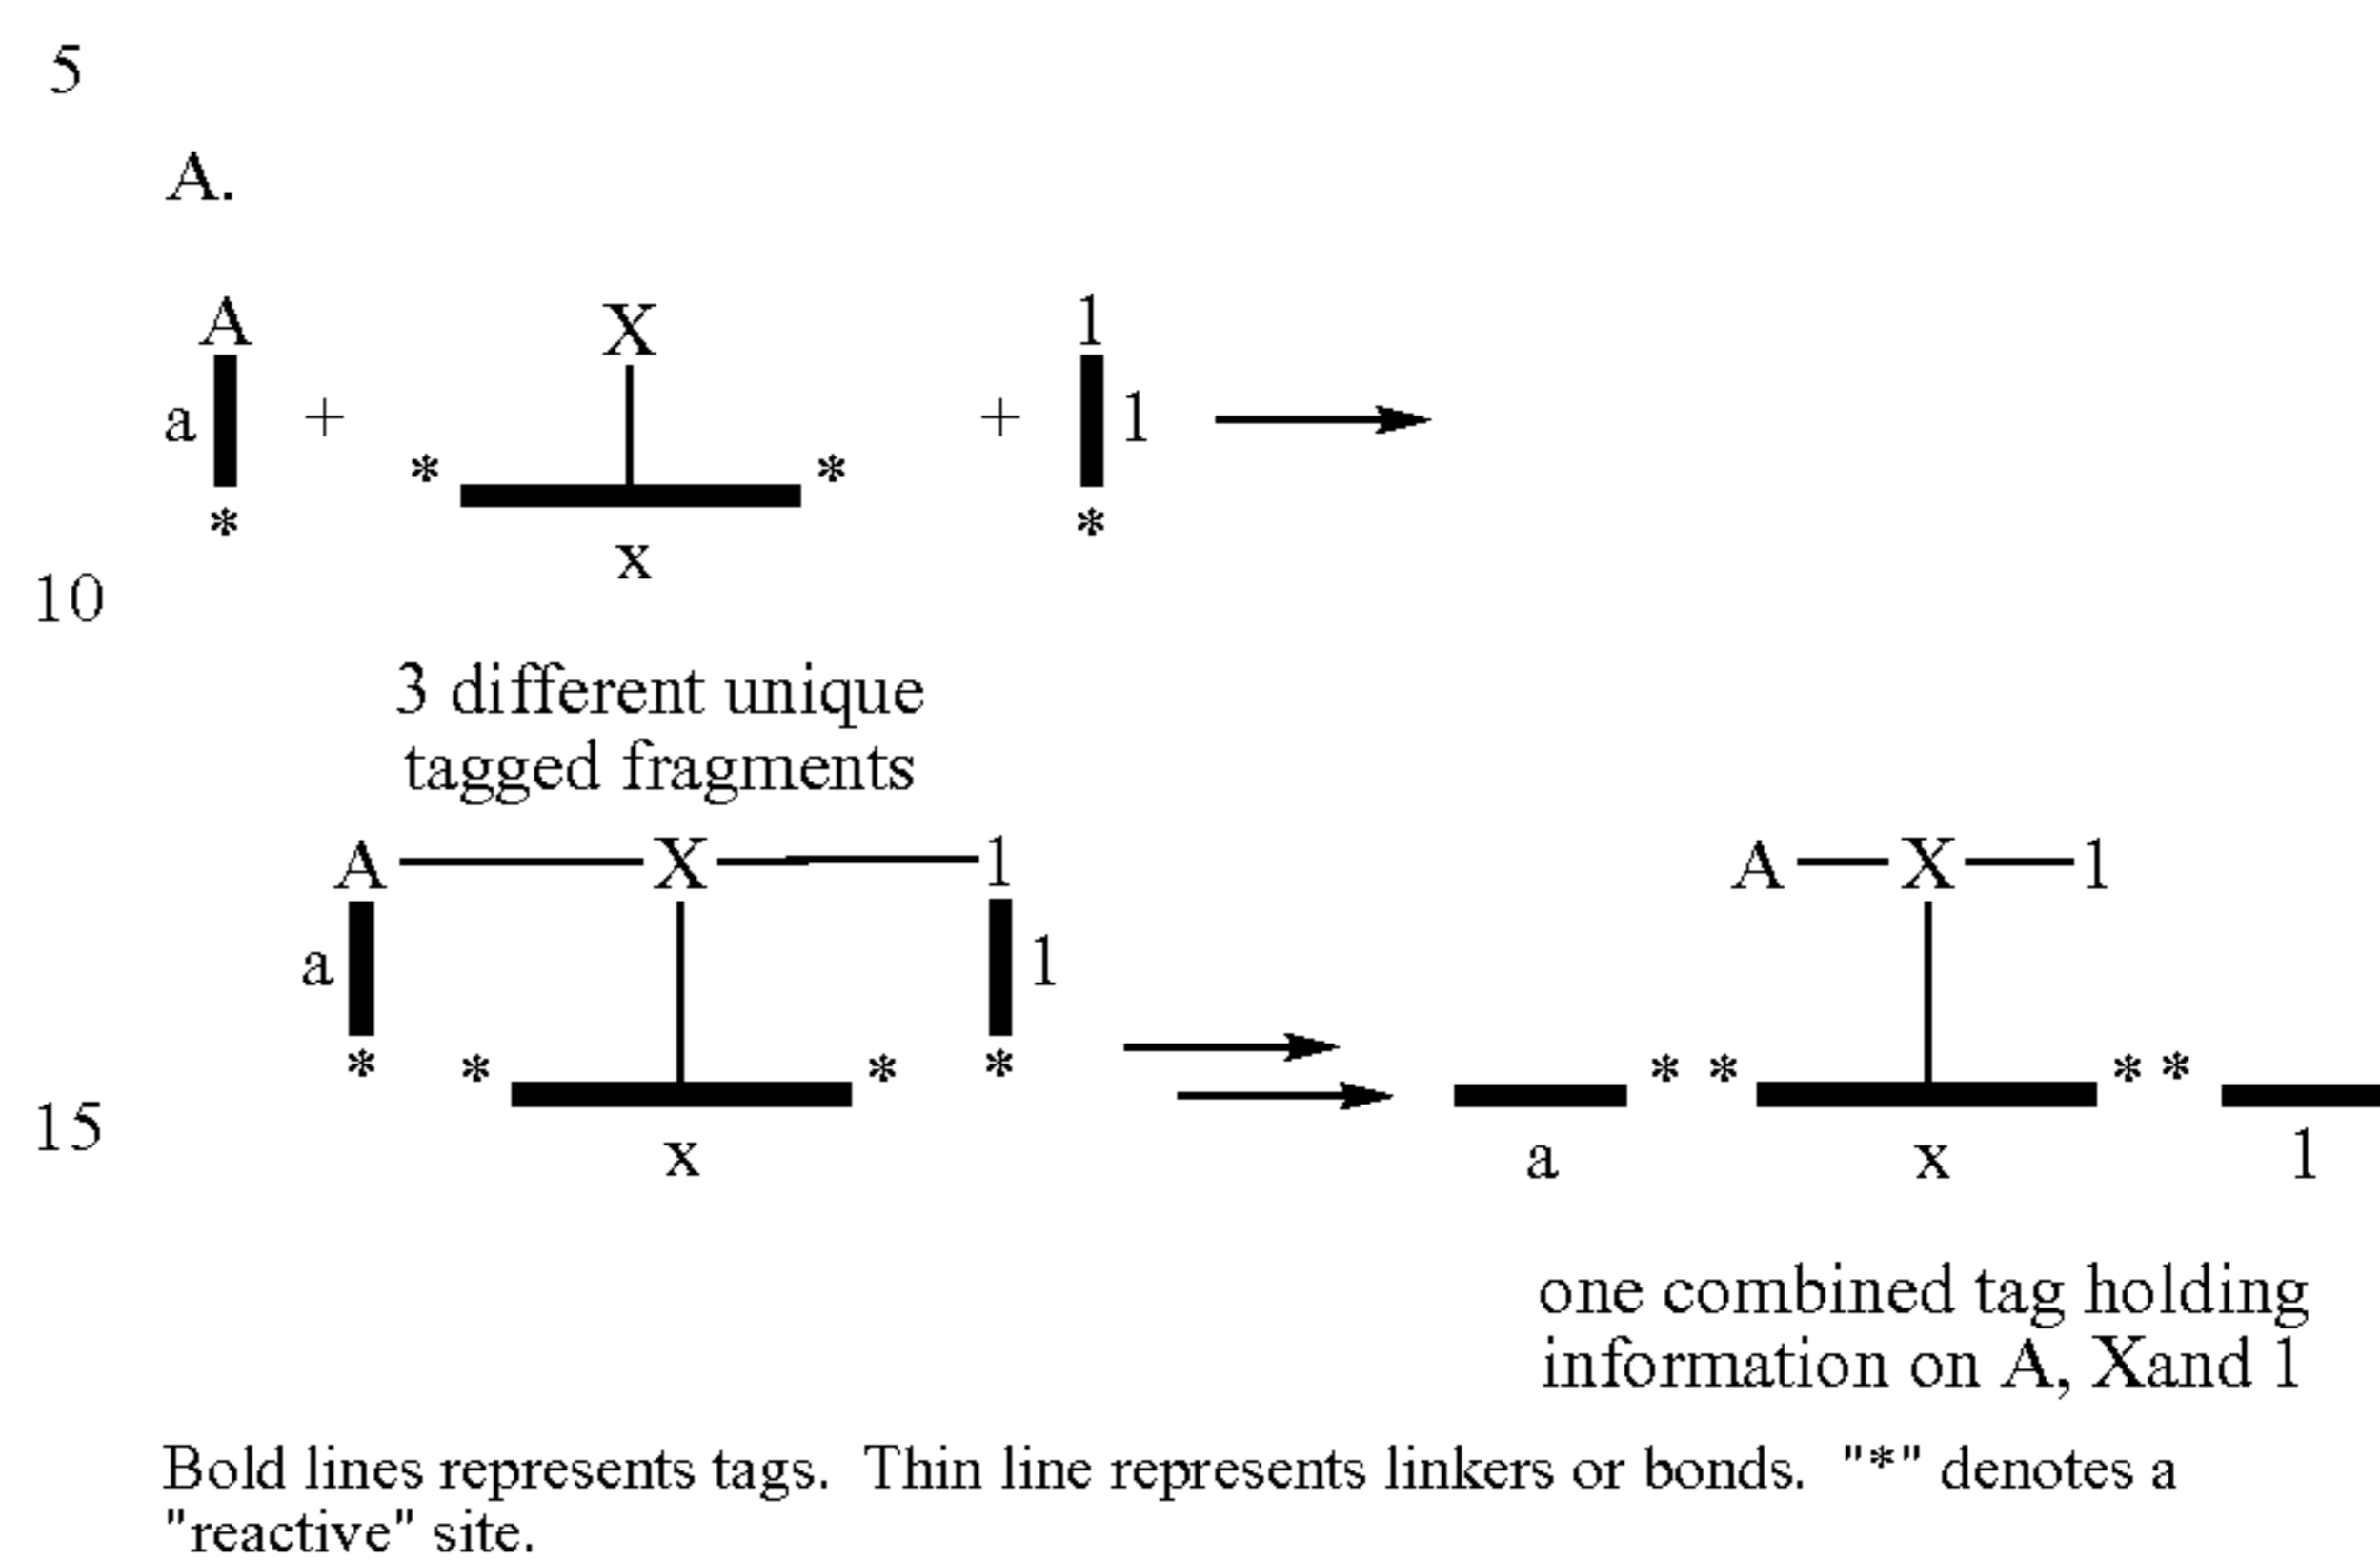 5
A.
A X 1
a + * * + 1
* x *
10
3 different unique
tagged fragments
A X 1 A X 1
a 1
* * * * * * * *
15 x a x 1
one combined tag holding
information on A, Xand 1
Bold lines represents tags. Thin line represents linkers or bonds. "*" denotes a
"reactive" site.